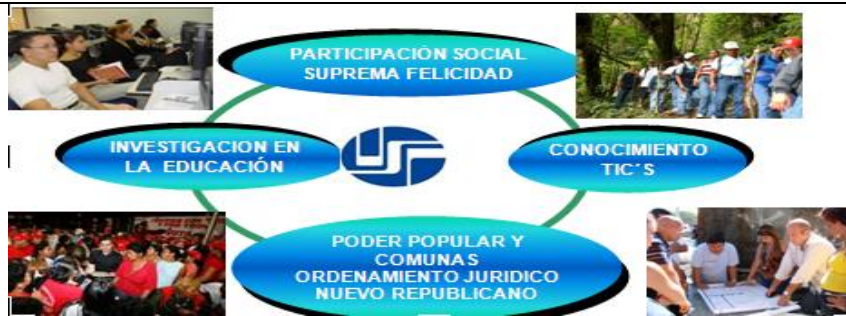 PARTICIPACIÓN SOCIAL
SUPREMA FELICIDAD
INVESTIGACION EN
LA EDUCACIÓN
CONOCIMIENTO
TIC´S
PODER POPULAR Y
COMUNAS
ORDENAMIENTO JURIDICO
NUEVO REPUBLICANO